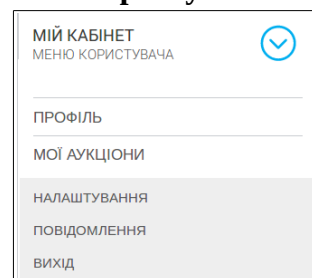 МІЙ КАБІНЕТ
МЕНЮ КОРИСТУВАЧА
ПРОФІЛЬ
МОЇ АУКЦІОНИ
НАЛАШТУВАННЯ
ПОВІДОМЛЕННЯ
ВИХІД